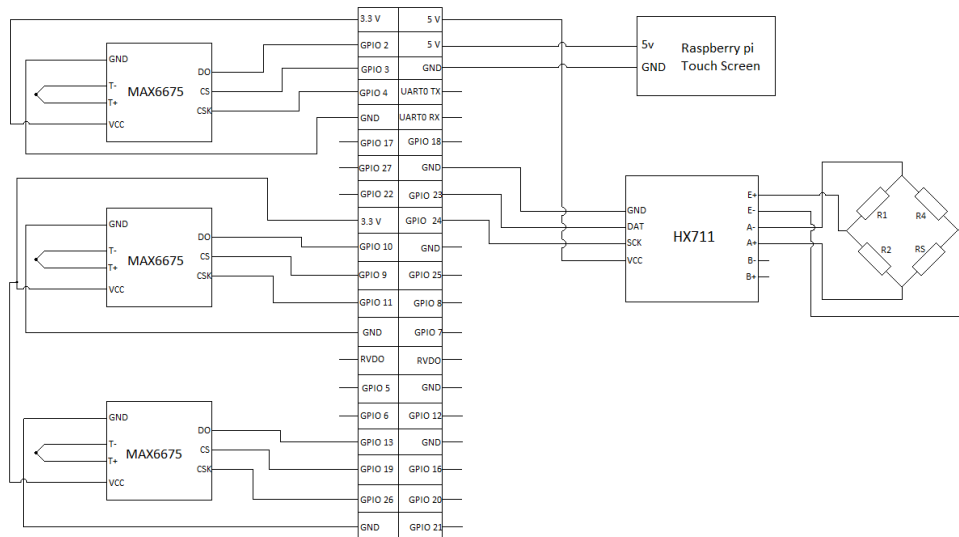 3.3 V
5 V
GPIO 2
5 V
GPIO 3
GND
GPIO 4
UART0 TX
GND
UART0 RX
GPIO 17
GPIO 18
GPIO 27
GND
GPIO 22
GPIO 23
3.3 V
GPIO 24
GPIO 10
GND
GPIO 9
GPIO 25
GPIO 11
GPIO 8
GND
GPIO 7
RVDO
RVDO
GPIO 5
GND
GPIO 6
GPIO 12
GPIO 13
GND
GPIO 19
GPIO 16
GPIO 26
GPIO 20
GND
GPIO 21
GND
T-
T+
VCC
MAX6675
DO
CS
CSK
GND
T-
T+
VCC
MAX6675
DO
CS
CSK
GND
T-
T+
VCC
MAX6675
DO
CS
CSK
5v
GND
Raspberry pi
Touch Screen
GND
DAT
SCK
VCC
HX711
E+
E-
A-
A+
B-
B+
R1
R4
R2
RS